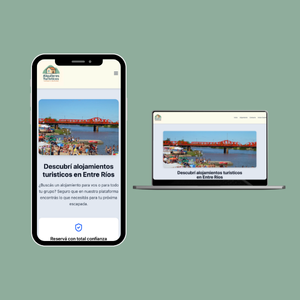 Descubrí alojamientos
turísticos en Entre Ríos
¿Buscás un alojamiento para vos o para todo
tu grupo? Seguro que en nuestra plataforma
encontrás lo que necesitás para tu próxima
escapada.
Reservá con total confianza
Descubrí alojamientos turísticos
en Entre Ríos